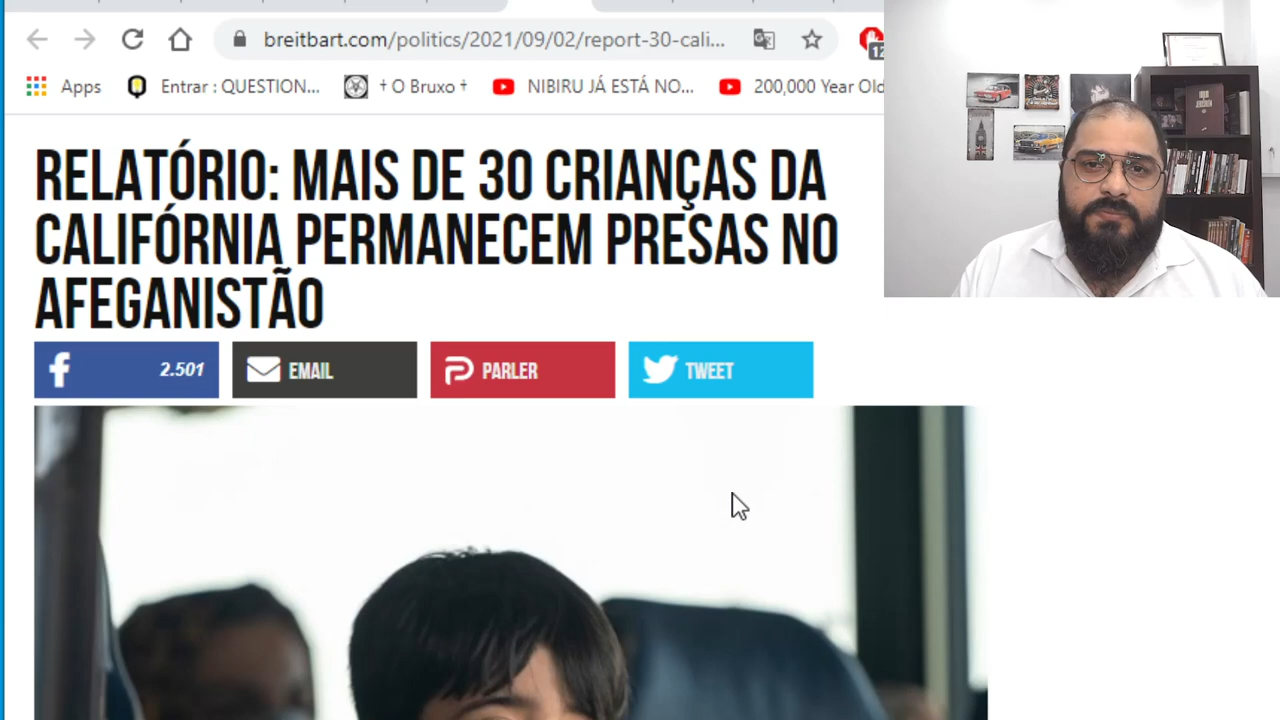 breitbart.com/politics/2021/09/02/report-30-cali...
12
Apps
Entrar : QUESTION...
† O Bruxo †
NIBIRU JÁ ESTÁ NO...
200,000 Year Old
RELATÓRIO: MAIS DE 30 CRIANÇAS DA
CALIFÓRNIA PERMANECEM PRESAS NO
AFEGANISTÃO
2.501
EMAIL
PARLER
TWEET